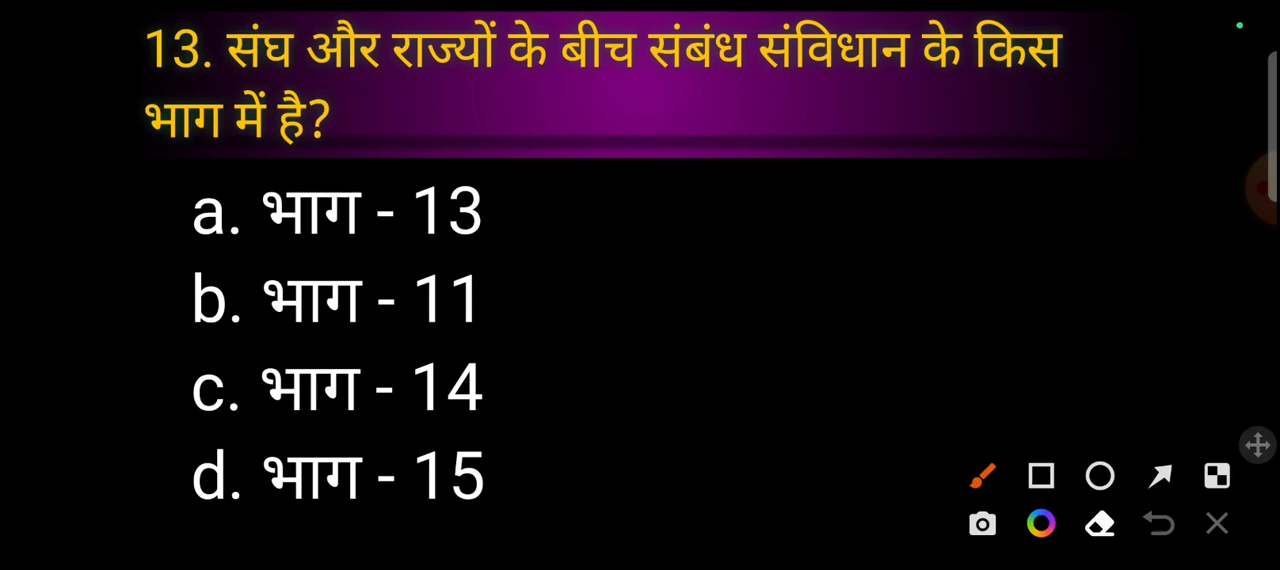 13. संघ और राज्यों के बीच संबंध संविधान के किस
भाग में है?
a. भाग - 13
b. भाग - 11
c. भाग - 14
d. भाग - 15